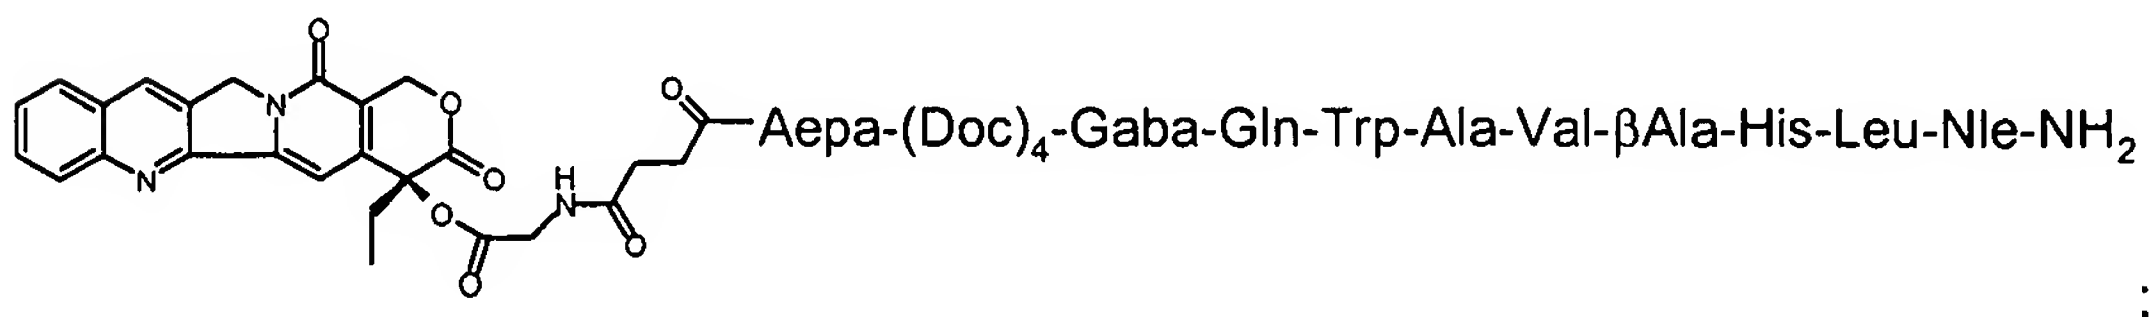 O
N
O
O
N
O
O
H
N
O
O
O
Aepa-(Doc)4-Gaba-Gln-Trp-Ala-Val-βAla-His-Leu-Nle-NH2
;